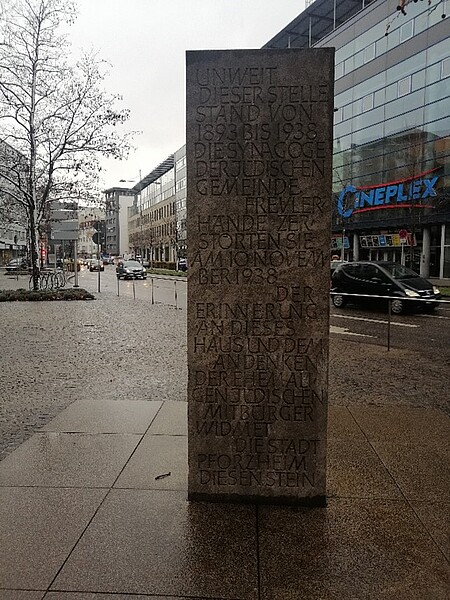 UNWEIT
DIESER STELLE
STAND VON
1893 BIS 1938
DIE SYNAGOGE
DER JÜDISCHEN
GEMEINDE
FREVLER
HÄNDE ZER
STÖRTEN SIE
AM 10 NOVEM
BER 1938
DER
ERINNERUNG
AN DIESES
HAUS UND DEM
ANDENKEN
DER EHEMALI
GEN JÜDISCHEN
MITBÜRGER
WIDMET
DIE STADT
PFORZHEIM
DIESEN STEIN
CINEPLEX